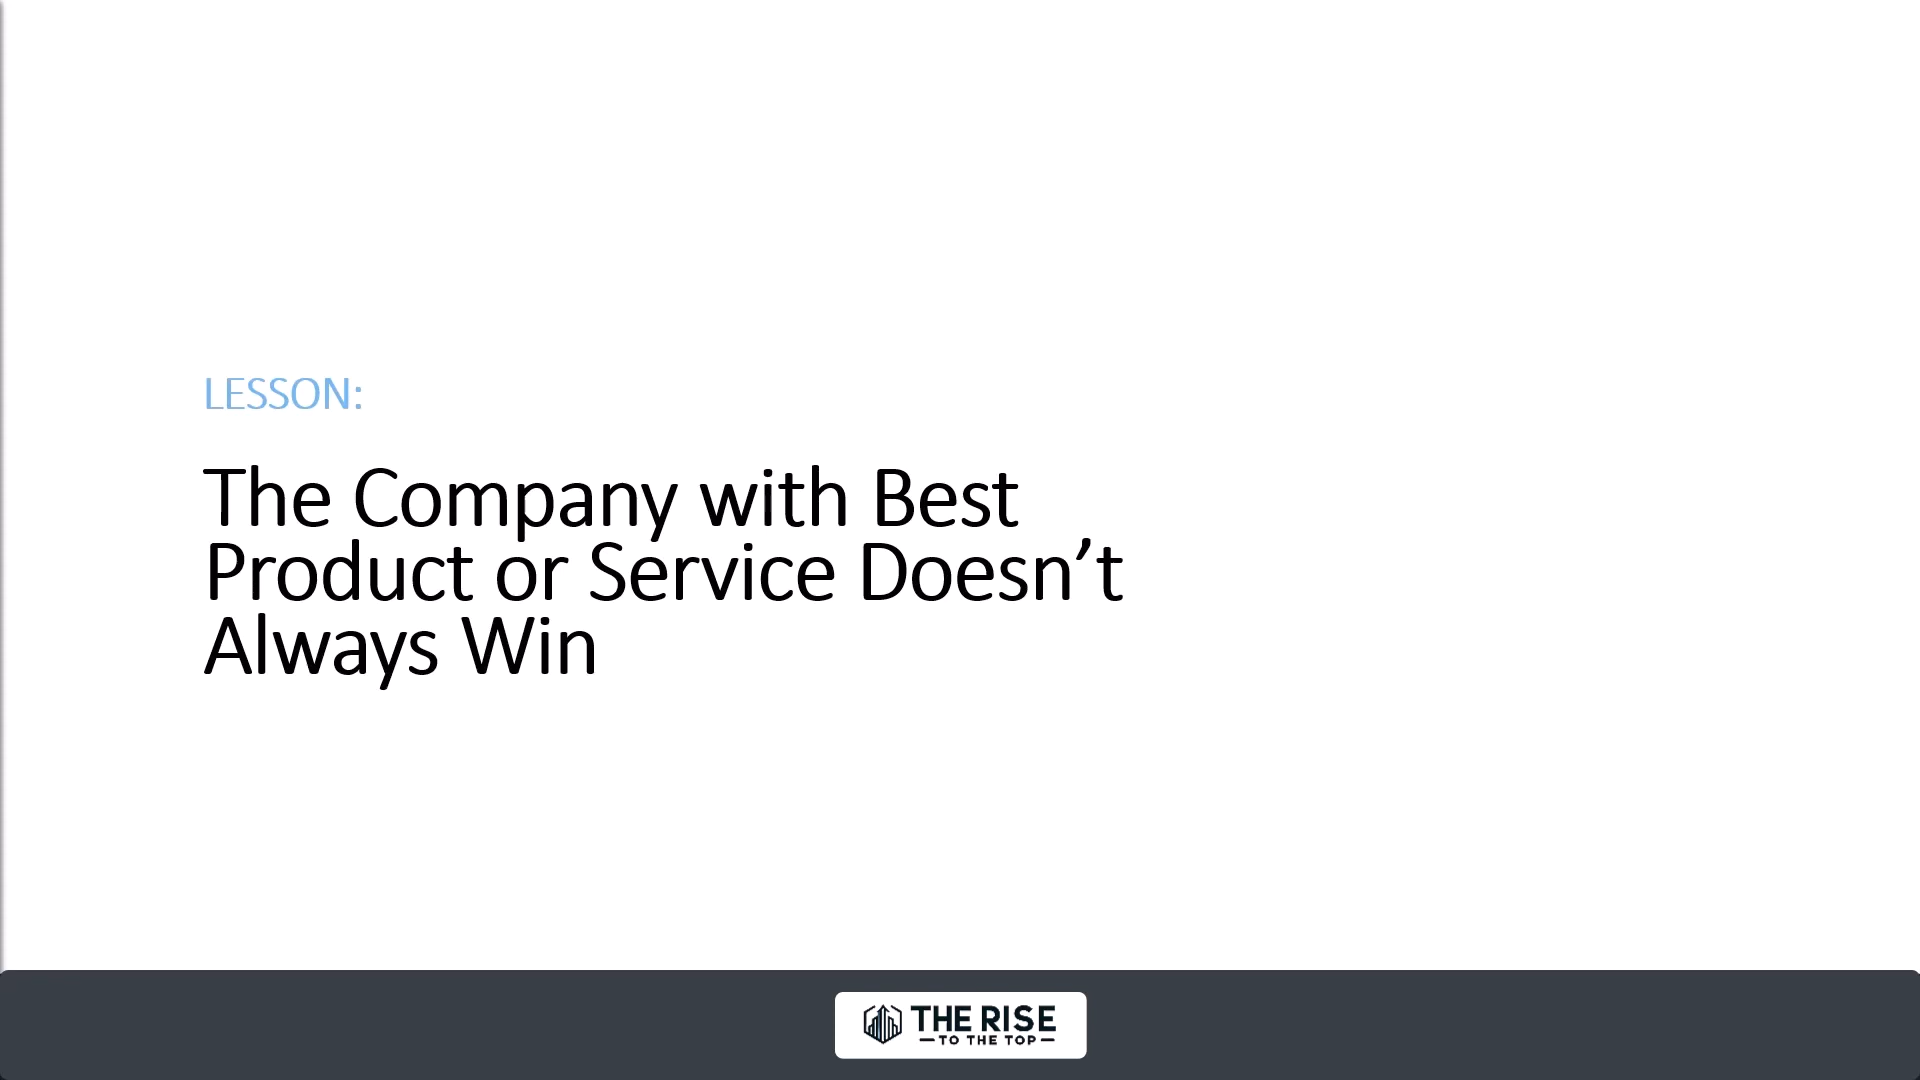 LESSON:
The Company with Best
Product or Service Doesn’t
Always Win
THE RISE
TO THE TOP